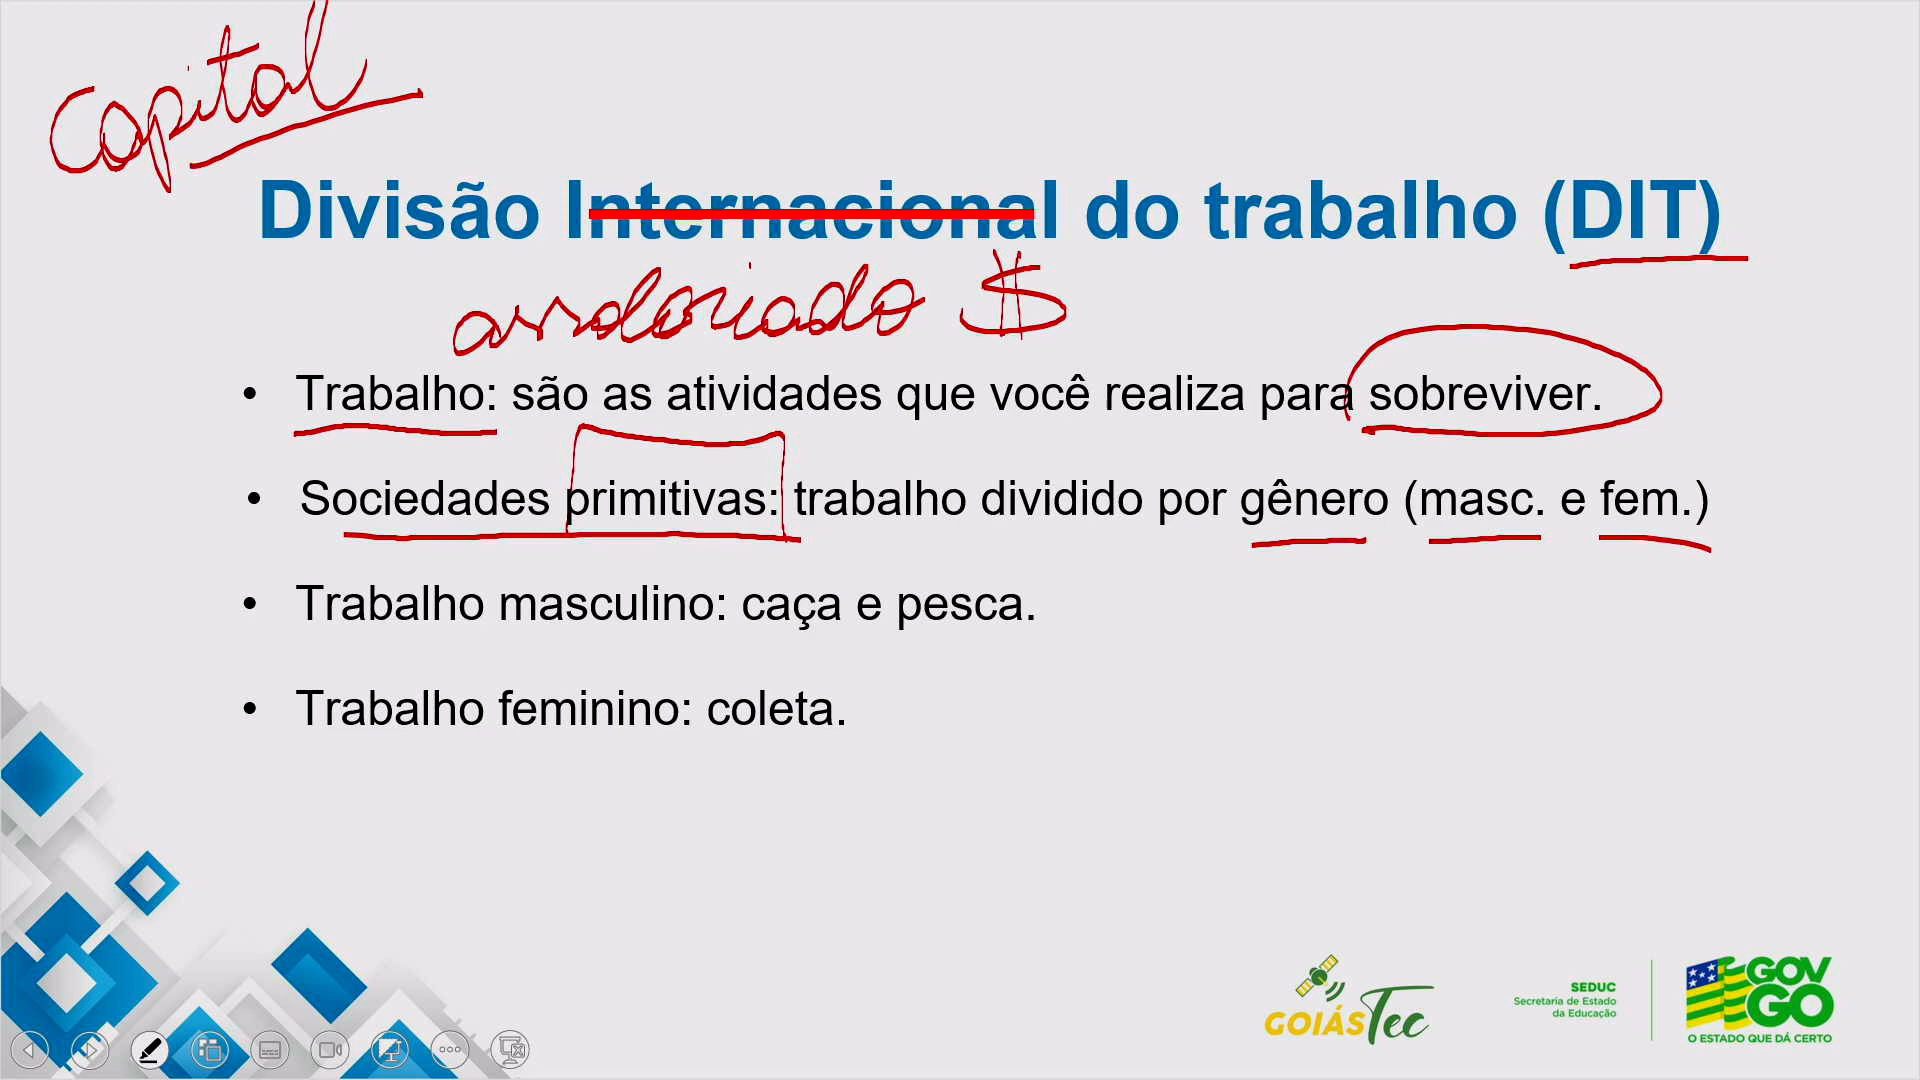 Capital
Divisão Internacional do trabalho (DIT)
assalariado $
• Trabalho: são as atividades que você realiza para sobreviver.
• Sociedades primitivas: trabalho dividido por gênero (masc. e fem.)
• Trabalho masculino: caça e pesca.
• Trabalho feminino: coleta.
GOIÁS Tec
SEDUC
Secretaria de Estado
da Educação
GOV
GO
O ESTADO QUE DÁ CERTO